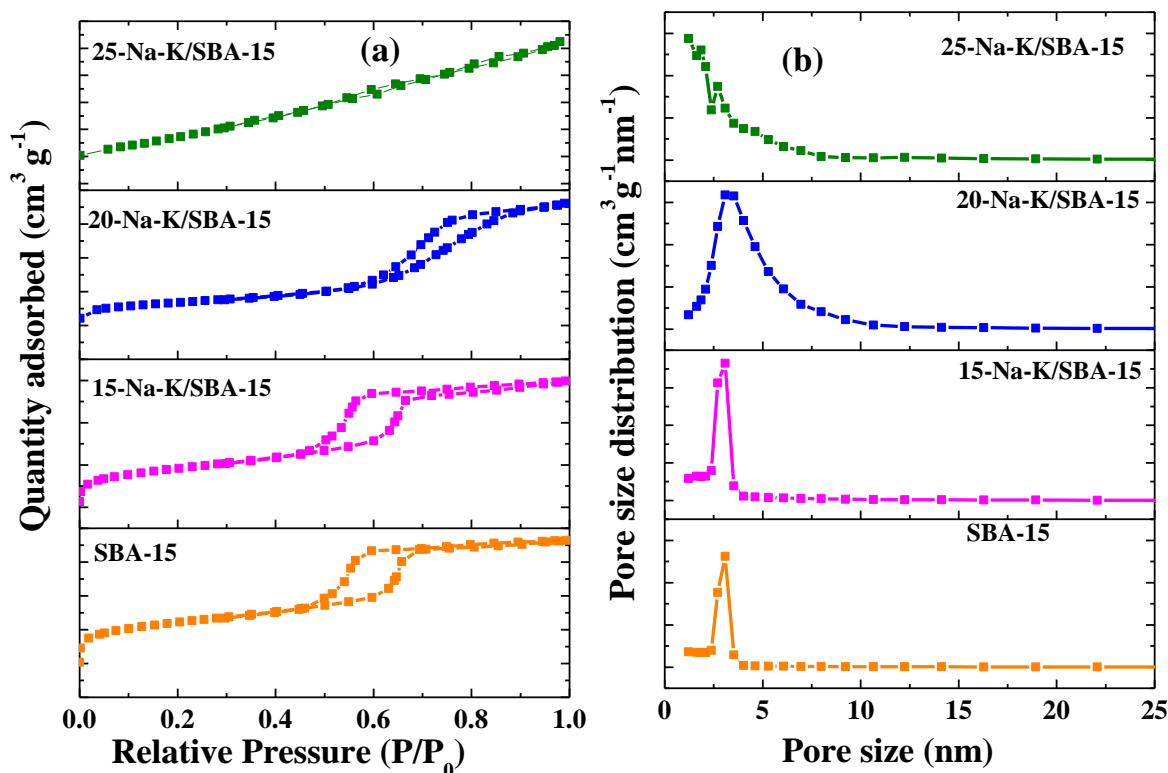 25-Na-K/SBA-15
(a)
20-Na-K/SBA-15
15-Na-K/SBA-15
SBA-15
Quantity adsorbed (cm³ g⁻¹)
0.0 0.2 0.4 0.6 0.8 1.0
Relative Pressure (P/P₀)
25-Na-K/SBA-15
(b)
20-Na-K/SBA-15
15-Na-K/SBA-15
SBA-15
Pore size distribution (cm³g⁻¹nm⁻¹)
0 5 10 15 20 25
Pore size (nm)